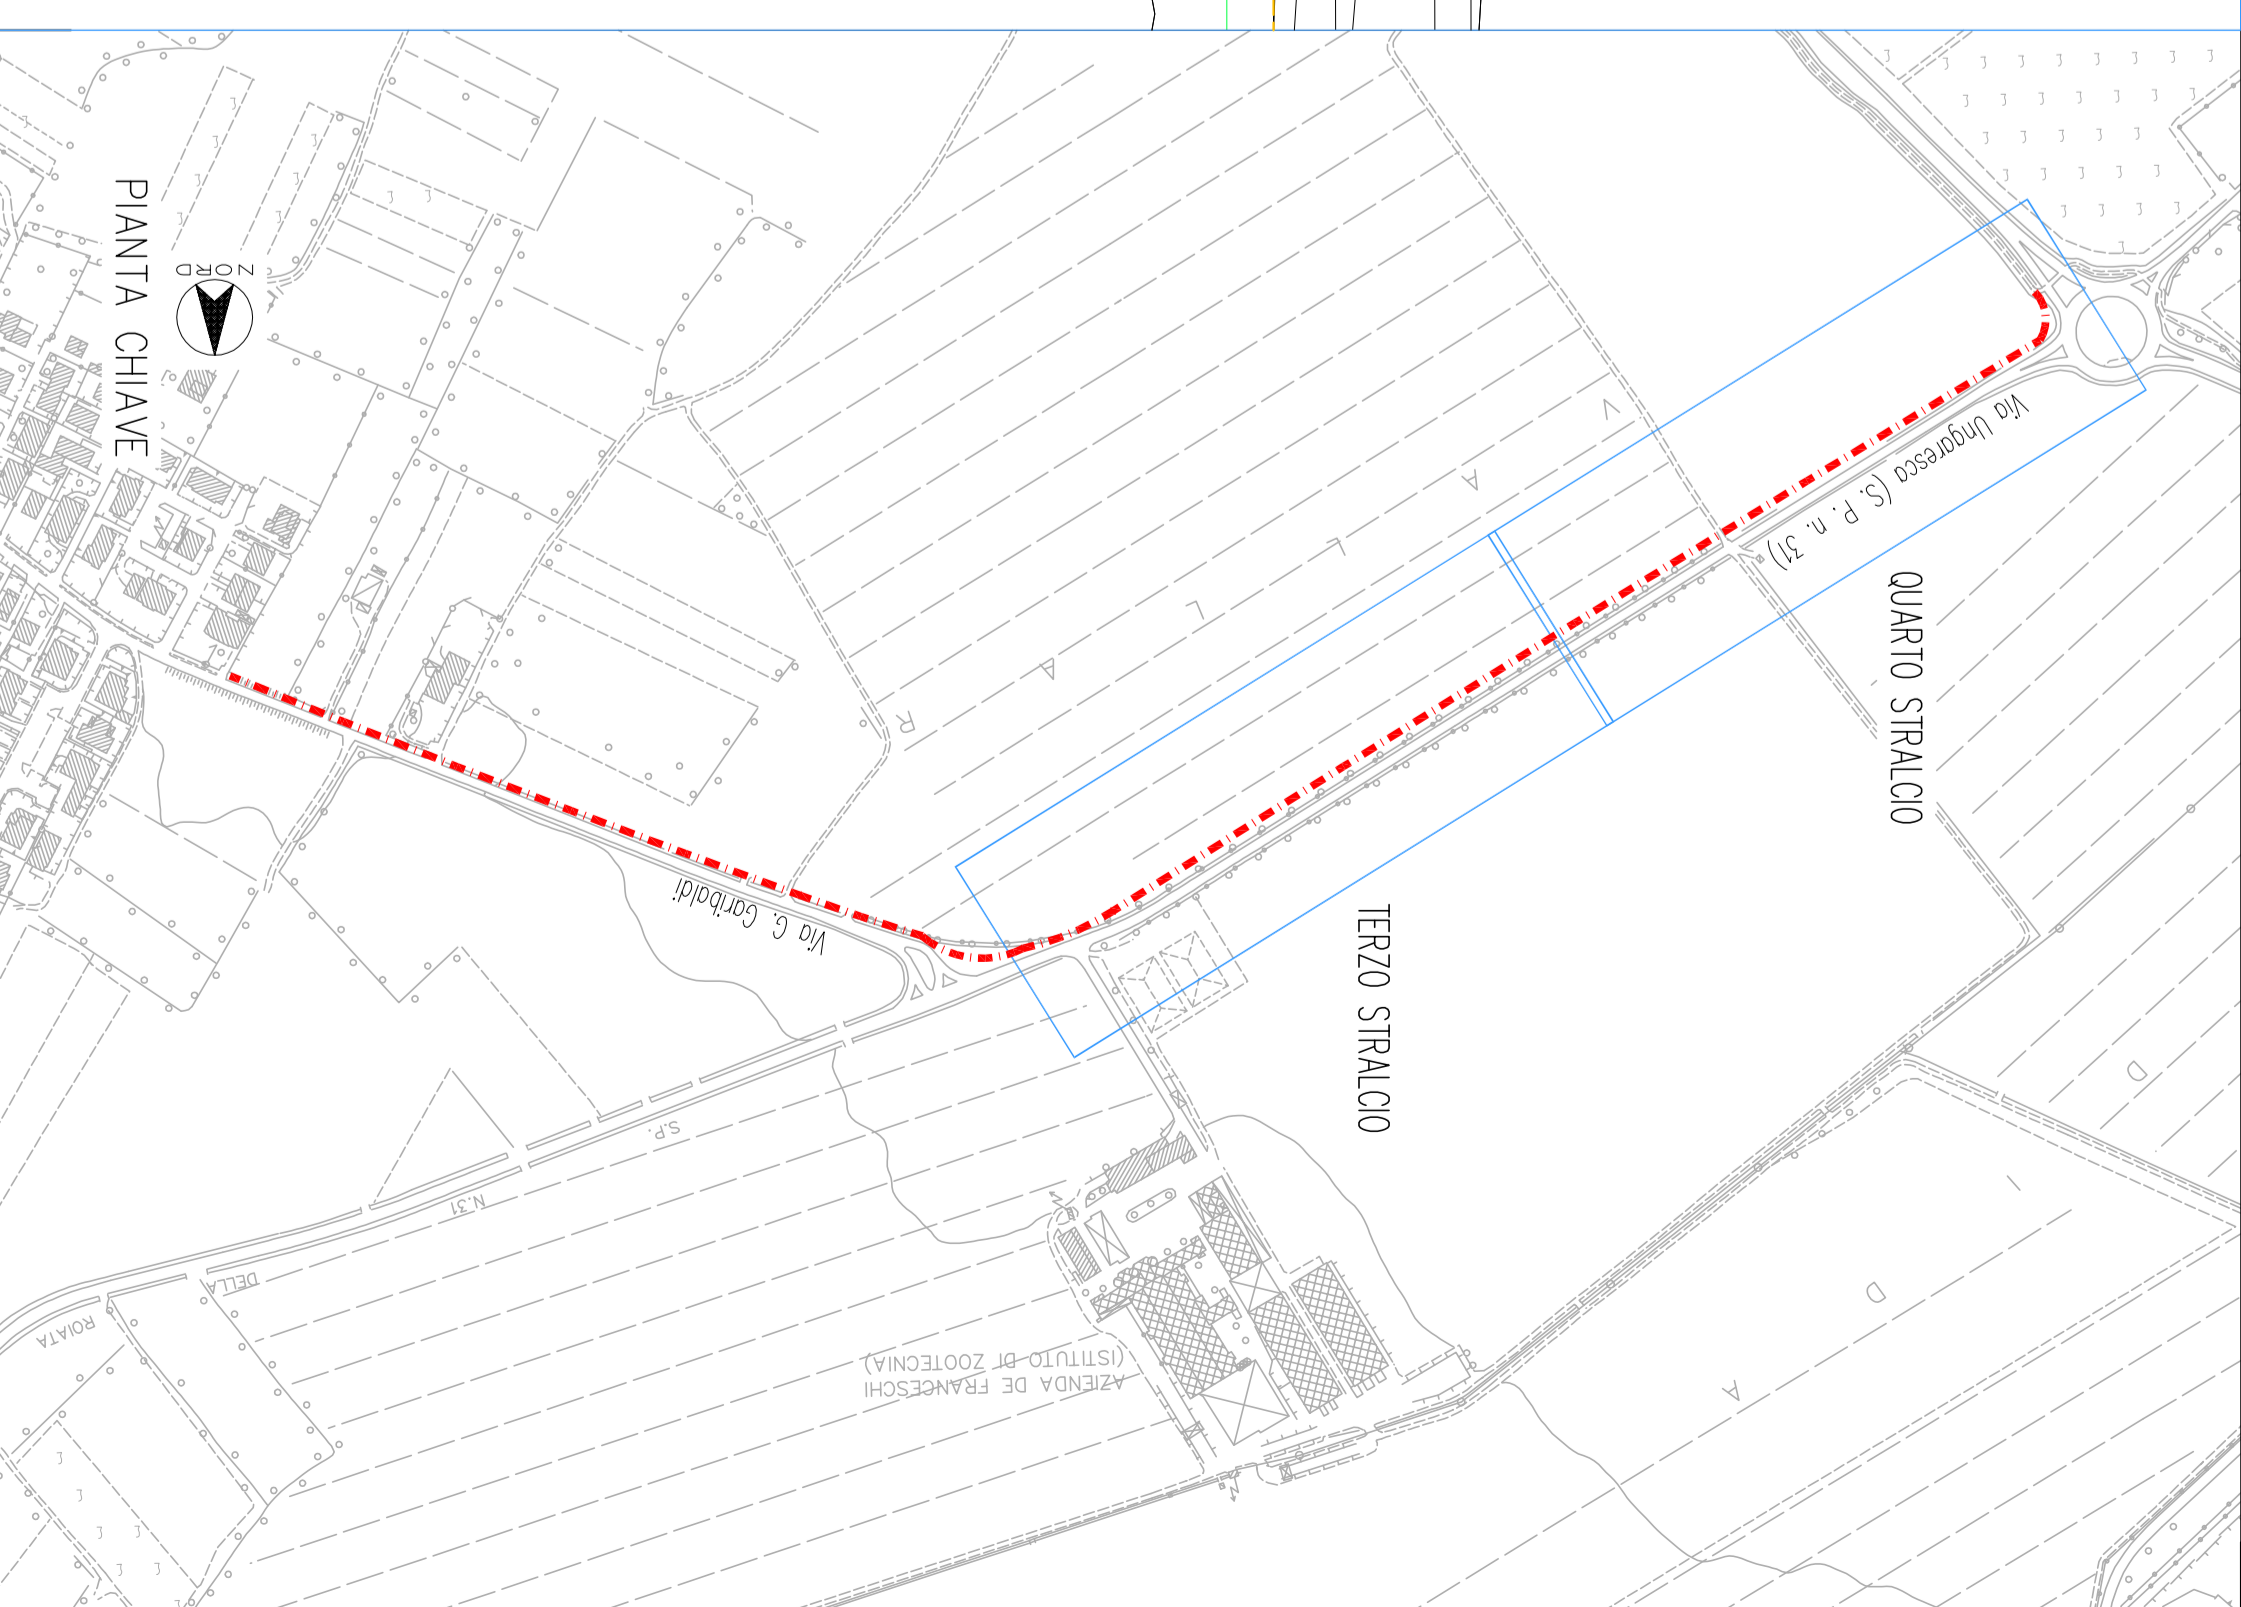 PIANTA CHIAVE
NORD
Via Ungaresca (S. P. n. 31)
QUARTO STRALCIO
TERZO STRALCIO
Via G. Garibaldi
V
A
L
L
A
R
S.P.
N.31
DELLA
ROIATA
AZIENDA DE FRANCESCHI
(ISTITUTO DI ZOOTECNIA)
D
I
D
A